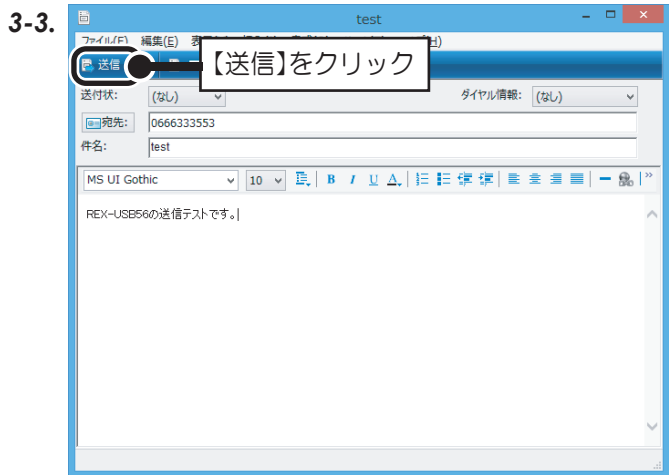 3-3.
test
ファイル(F) 編集(E) (H)
送信
【送信】をクリック
送付状: (なし) ダイヤル情報: (なし)
宛先: 0666333553
件名: test
MS UI Gothic 10 B I U A
REX-USB56の送信テストです。